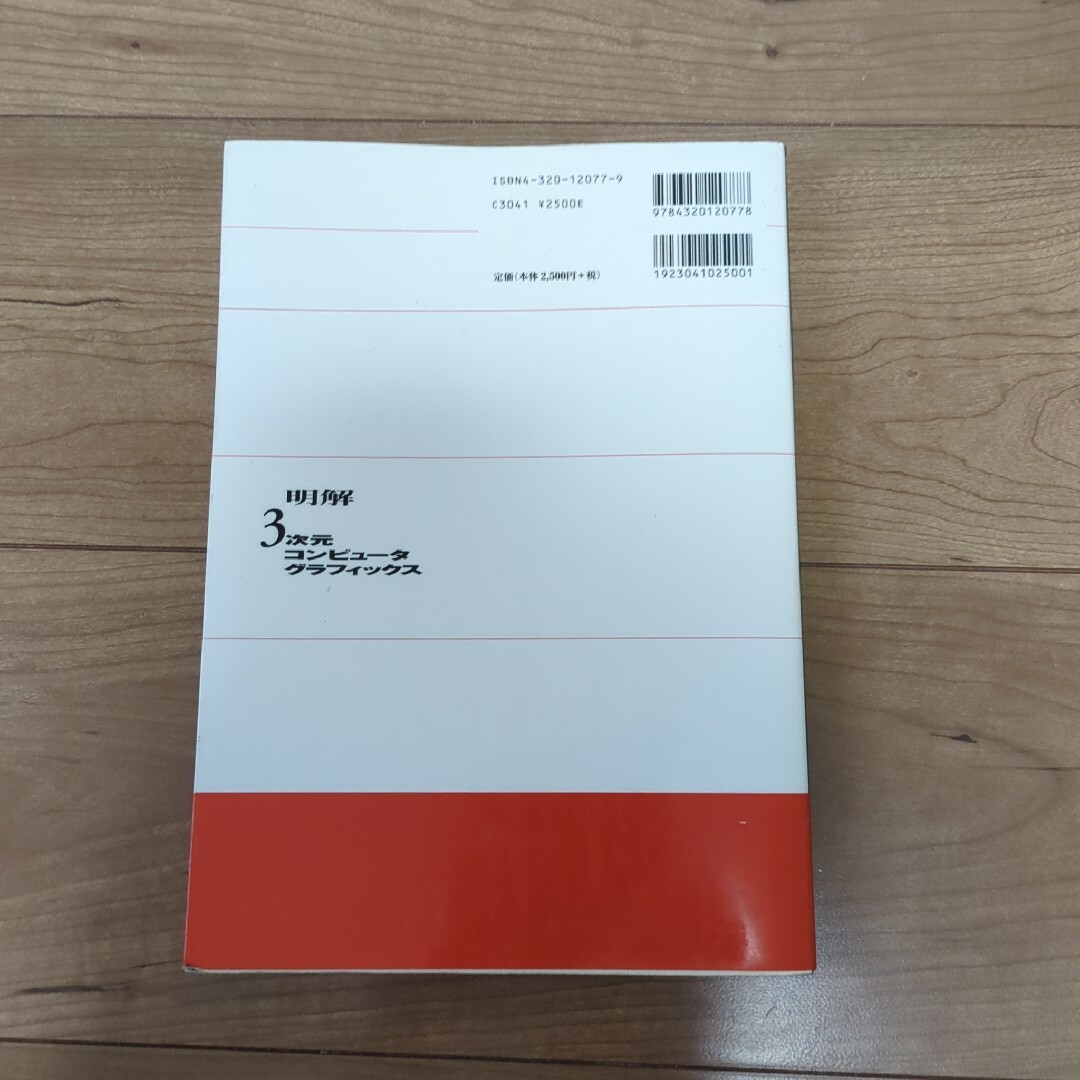 ISBN4-320-12077-9
C3041 ¥2500E
9784320120778
1923041025001
定価(本体2,500円+税)
明解
3次元
コンピュータ
グラフィックス